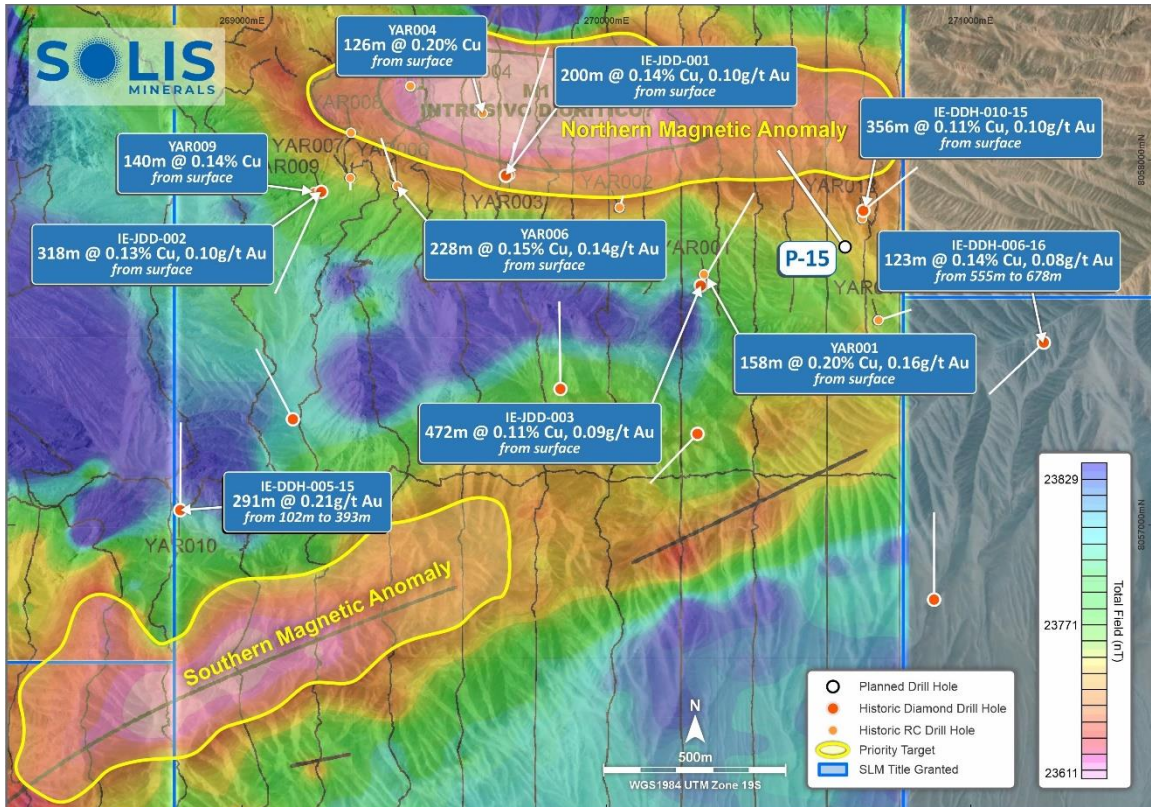 269000mE
270000mE
271000mE
SOLIS
MINERALS
YAR004
126m @ 0.20% Cu
from surface
IE-JDD-001
200m @ 0.14% Cu, 0.10g/t Au
from surface
INTRUSIVO DIORITICO
Northern Magnetic Anomaly
IE-DDH-010-15
356m @ 0.11% Cu, 0.10g/t Au
from surface
8058000mN
YAR009
140m @ 0.14% Cu
from surface
YAR007
YAR003
YAR002
IE-JDD-002
318m @ 0.13% Cu, 0.10g/t Au
from surface
YAR006
228m @ 0.15% Cu, 0.14g/t Au
from surface
YAR001
P-15
IE-DDH-006-16
123m @ 0.14% Cu, 0.08g/t Au
from 555m to 678m
YAR001
158m @ 0.20% Cu, 0.16g/t Au
from surface
IE-JDD-003
472m @ 0.11% Cu, 0.09g/t Au
from surface
IE-DDH-005-15
291m @ 0.21g/t Au
from 102m to 393m
YAR010
8057000mN
Southern Magnetic Anomaly
23829
23771
23611
Total Field (nT)
Planned Drill Hole
Historic Diamond Drill Hole
Historic RC Drill Hole
Priority Target
SLM Title Granted
N
500m
WGS1984 UTM Zone 19S